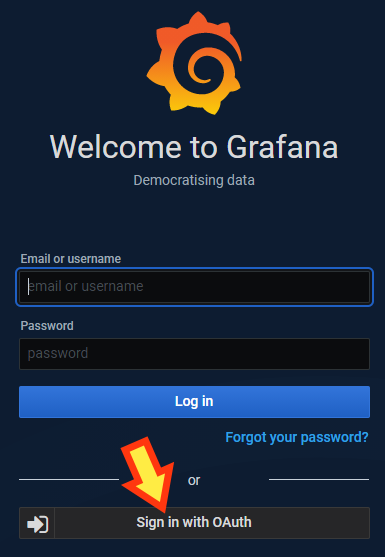 Welcome to Grafana
Democratising data
Email or username
email or username
Password
password
Log in
Forgot your password?
or
Sign in with OAuth